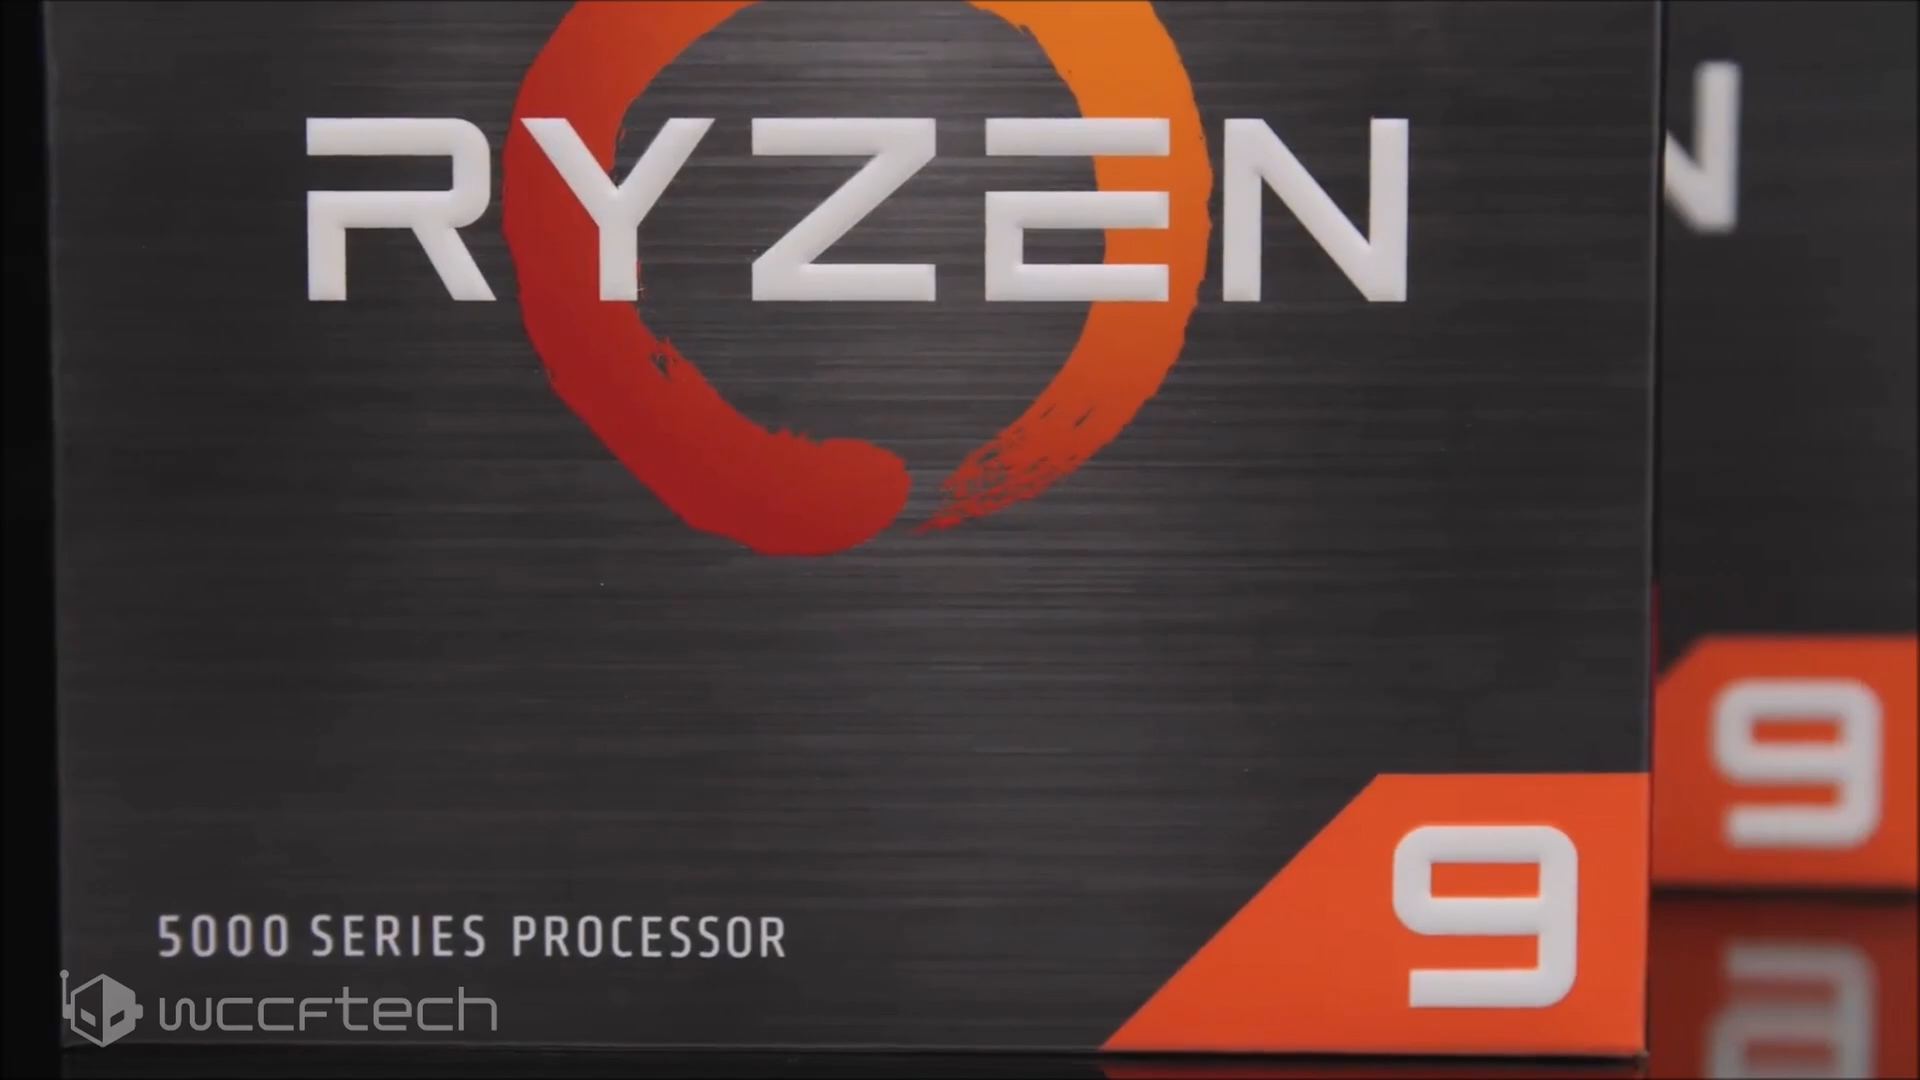 RYZEN
N
9
9
5000 SERIES PROCESSOR
wccftech